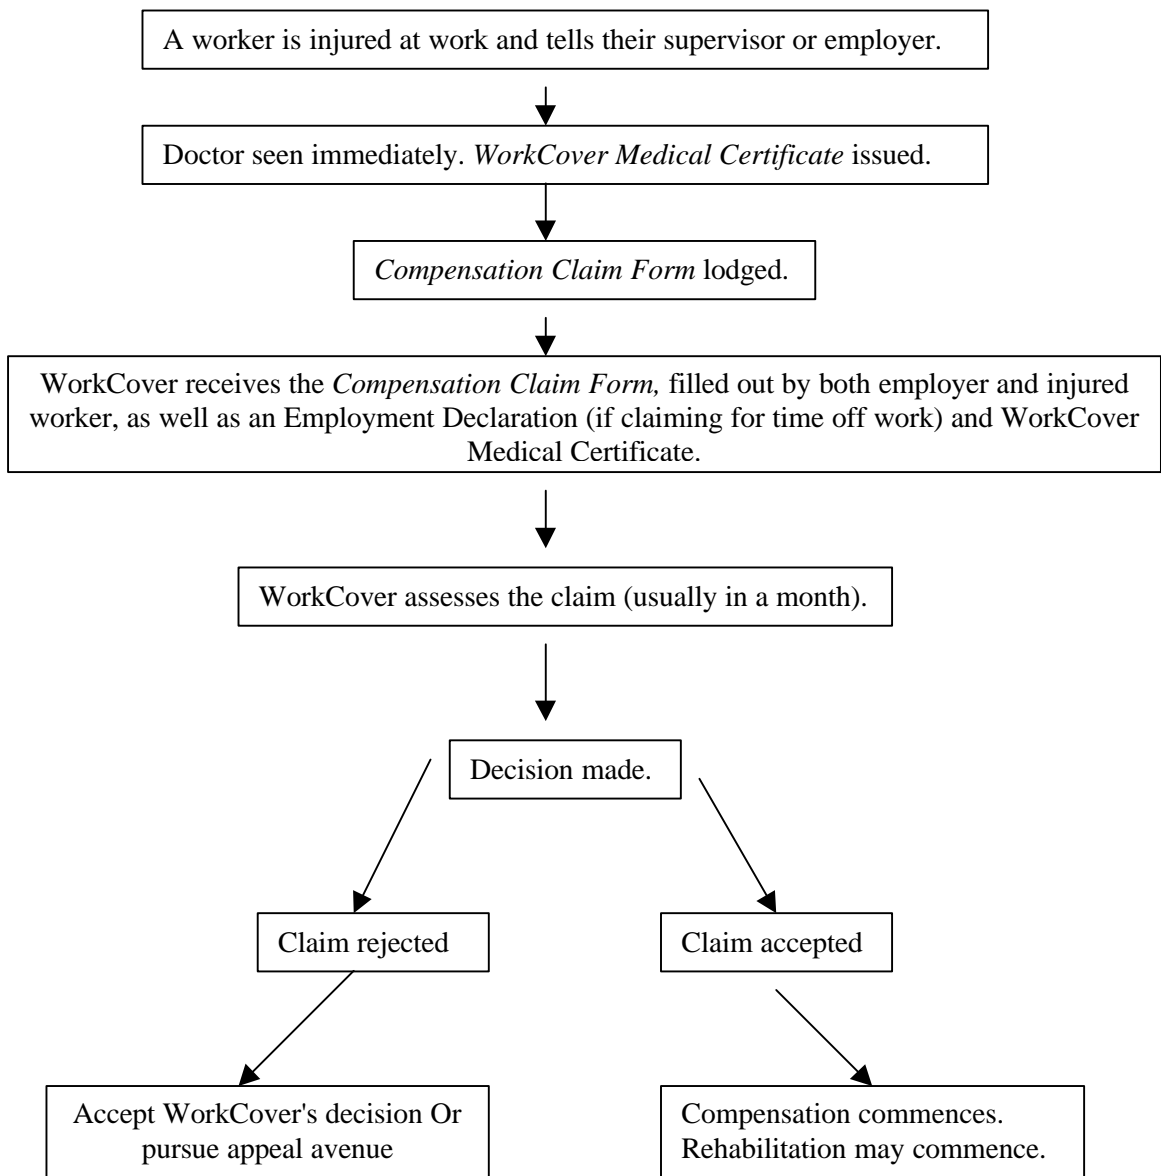 A worker is injured at work and tells their supervisor or employer.
Doctor seen immediately. WorkCover Medical Certificate issued.
Compensation Claim Form lodged.
WorkCover receives the Compensation Claim Form, filled out by both employer and injured
worker, as well as an Employment Declaration (if claiming for time off work) and WorkCover
Medical Certificate.
WorkCover assesses the claim (usually in a month).
Decision made.
Claim rejected
Claim accepted
Accept WorkCover's decision Or
pursue appeal avenue
Compensation commences.
Rehabilitation may commence.